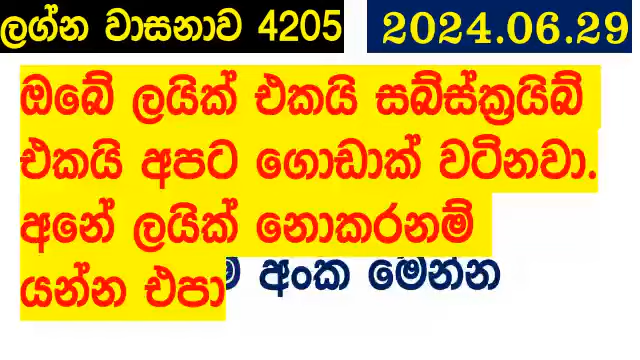 ලග්න වාසනාව 4205
2024.06.29
ඔබේ ලයික් එකයි සබ්ස්ක්‍රයිබ්
එකයි අපට ගොඩාක් වටිනවා.
අනේ ලයික් නොකරනම්
යන්න එපා
අංක මෙන්න